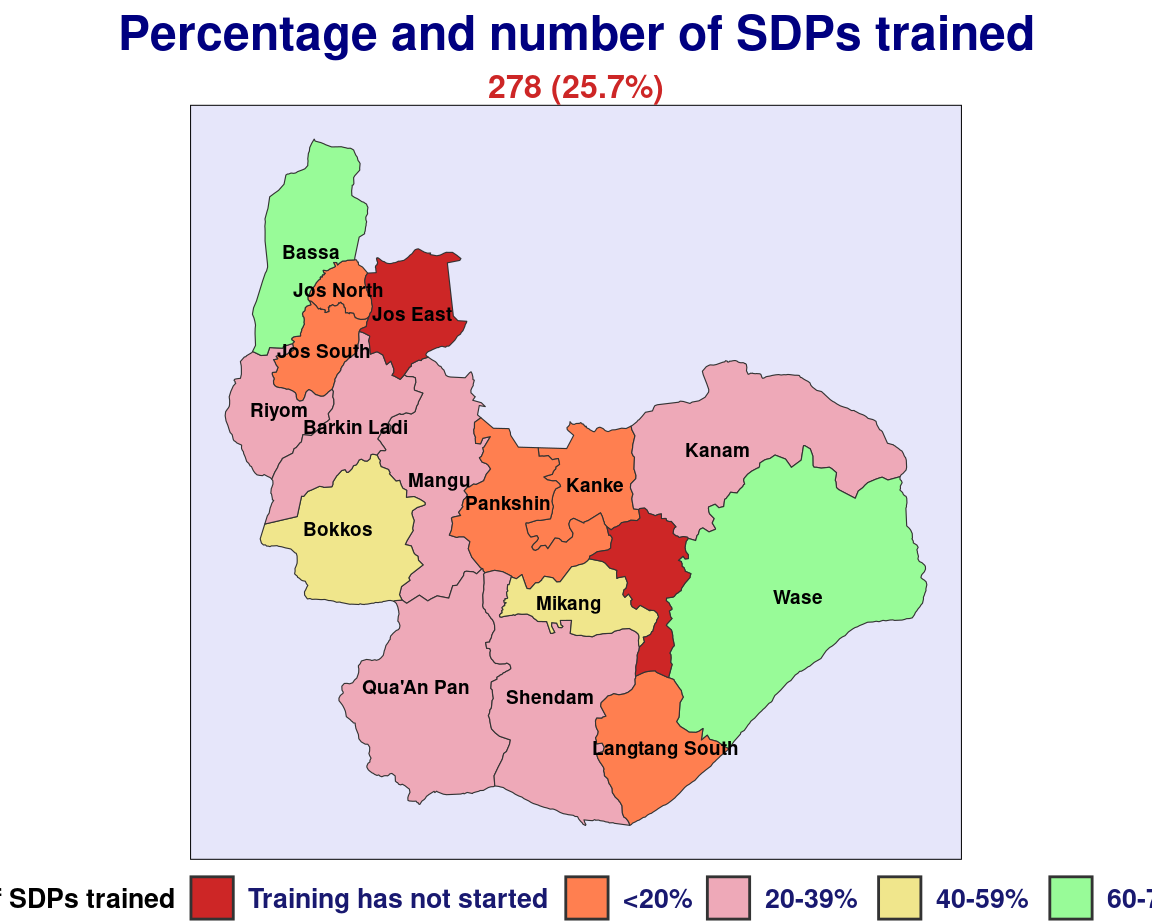 Percentage and number of SDPs trained
278 (25.7%)
Bassa
Jos North
Jos East
Jos South
Riyom
Barkin Ladi
Kanam
Mangu
Kanke
Pankshin
Bokkos
Wase
Mikang
Qua'An Pan
Shendam
Langtang South
SDPs trained Training has not started <20% 20-39% 40-59% 60-